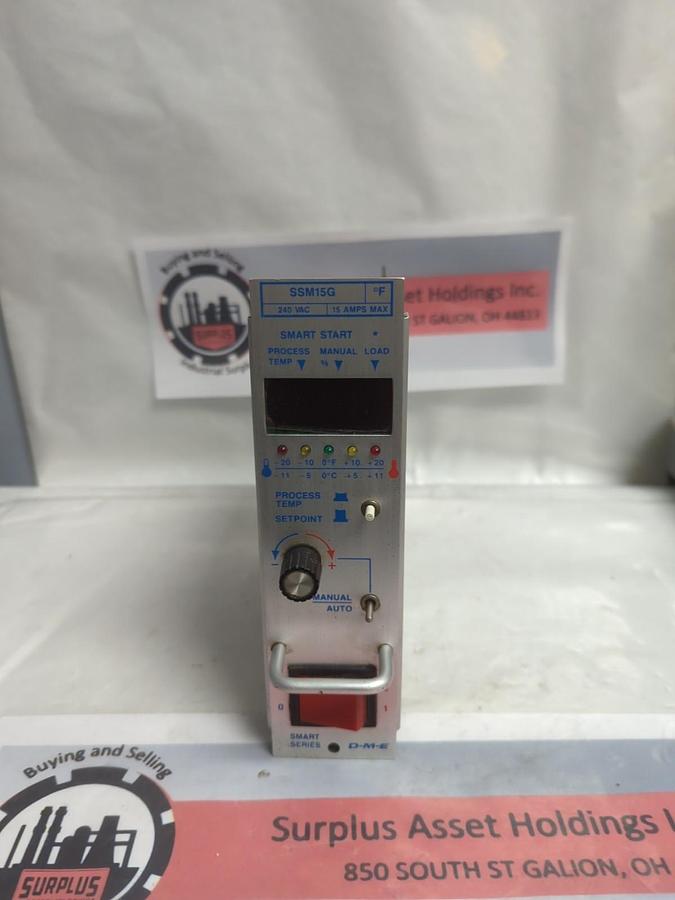 Buying and Selling
SURPLUS
Industrial Surplus
Asset Holdings Inc.
ST GALION, OH 44833
SSM15G °F
240 VAC 15 AMPS MAX
SMART START *
PROCESS TEMP MANUAL % LOAD
-20 -10 0°F +10 +20
-11 -5 0°C +5 +11
PROCESS
TEMP
SETPOINT
- +
MANUAL
AUTO
0 1
SMART
SERIES D-M-E
Buying and Selling
SURPLUS
Surplus Asset Holdings I
850 SOUTH ST GALION, OH